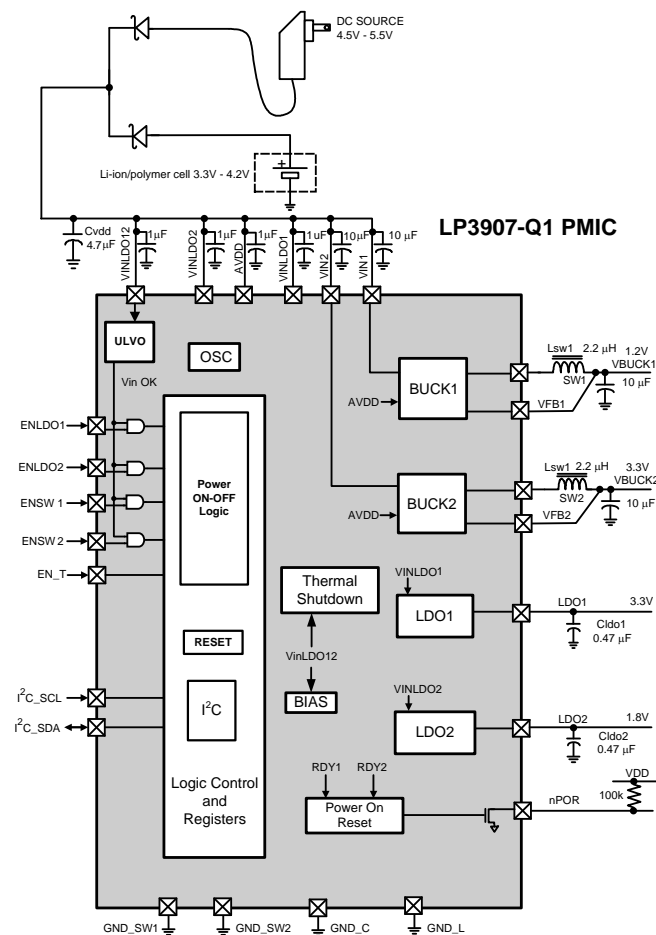 DC SOURCE
4.5V - 5.5V
Li-ion/polymer cell 3.3V - 4.2V
+
LP3907-Q1 PMIC
Cvdd
4.7µF
VINLDO12
1µF
VINLDO2
1µF
AVDD
1µF
VINLDO1
1uF
VIN2
10µF
VIN1
10 µF
ULVO
OSC
Vin OK
BUCK1
AVDD
Lsw1 2.2 µH
SW1
1.2V
VBUCK1
10 µF
VFB1
ENLDO1
ENLDO2
ENSW 1
ENSW 2
EN_T
Power
ON-OFF
Logic
BUCK2
AVDD
Lsw1 2.2 µH
SW2
3.3V
VBUCK2
10 µF
VFB2
Thermal
Shutdown
VINLDO1
LDO1
LDO1
3.3V
Cldo1
0.47 µF
RESET
VinLDO12
BIAS
I²C_SCL
I²C_SDA
I²C
VINLDO2
LDO2
LDO2
1.8V
Cldo2
0.47 µF
Logic Control
and
Registers
RDY1
RDY2
Power On
Reset
nPOR
VDD
100k
GND_SW1
GND_SW2
GND_C
GND_L